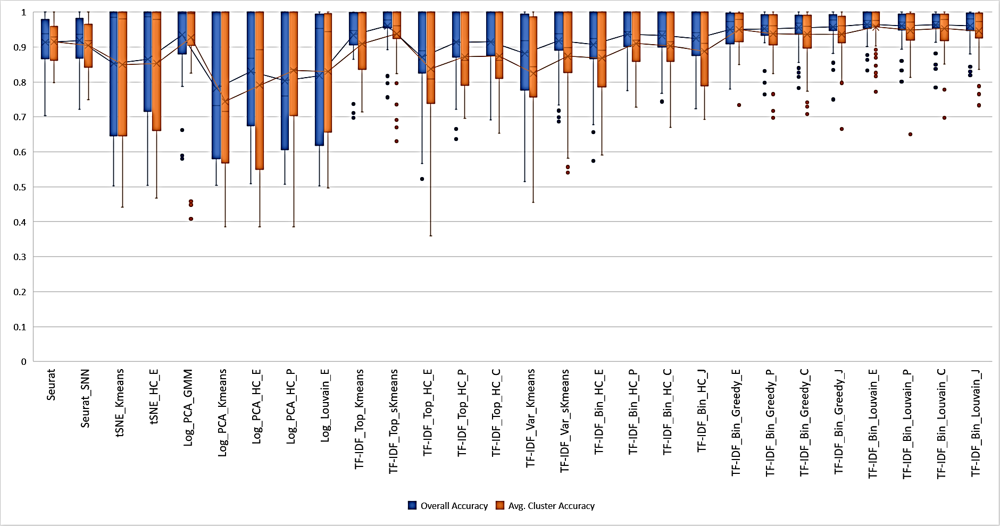 1
0.9
0.8
0.7
0.6
0.5
0.4
0.3
0.2
0.1
0
Seurat
Seurat_SNN
tSNE_Kmeans
tSNE_HC_E
Log_PCA_GMM
Log_PCA_Kmeans
Log_PCA_HC_E
Log_PCA_HC_P
Log_Louvain_E
TF-IDF_Top_Kmeans
TF-IDF_Top_sKmeans
TF-IDF_Top_HC_E
TF-IDF_Top_HC_P
TF-IDF_Top_HC_C
TF-IDF_Var_Kmeans
TF-IDF_Var_sKmeans
TF-IDF_Bin_HC_E
TF-IDF_Bin_HC_P
TF-IDF_Bin_HC_C
TF-IDF_Bin_HC_J
TF-IDF_Bin_Greedy_E
TF-IDF_Bin_Greedy_P
TF-IDF_Bin_Greedy_C
TF-IDF_Bin_Greedy_J
TF-IDF_Bin_Louvain_E
TF-IDF_Bin_Louvain_P
TF-IDF_Bin_Louvain_C
TF-IDF_Bin_Louvain_J
Overall Accuracy
Avg. Cluster Accuracy